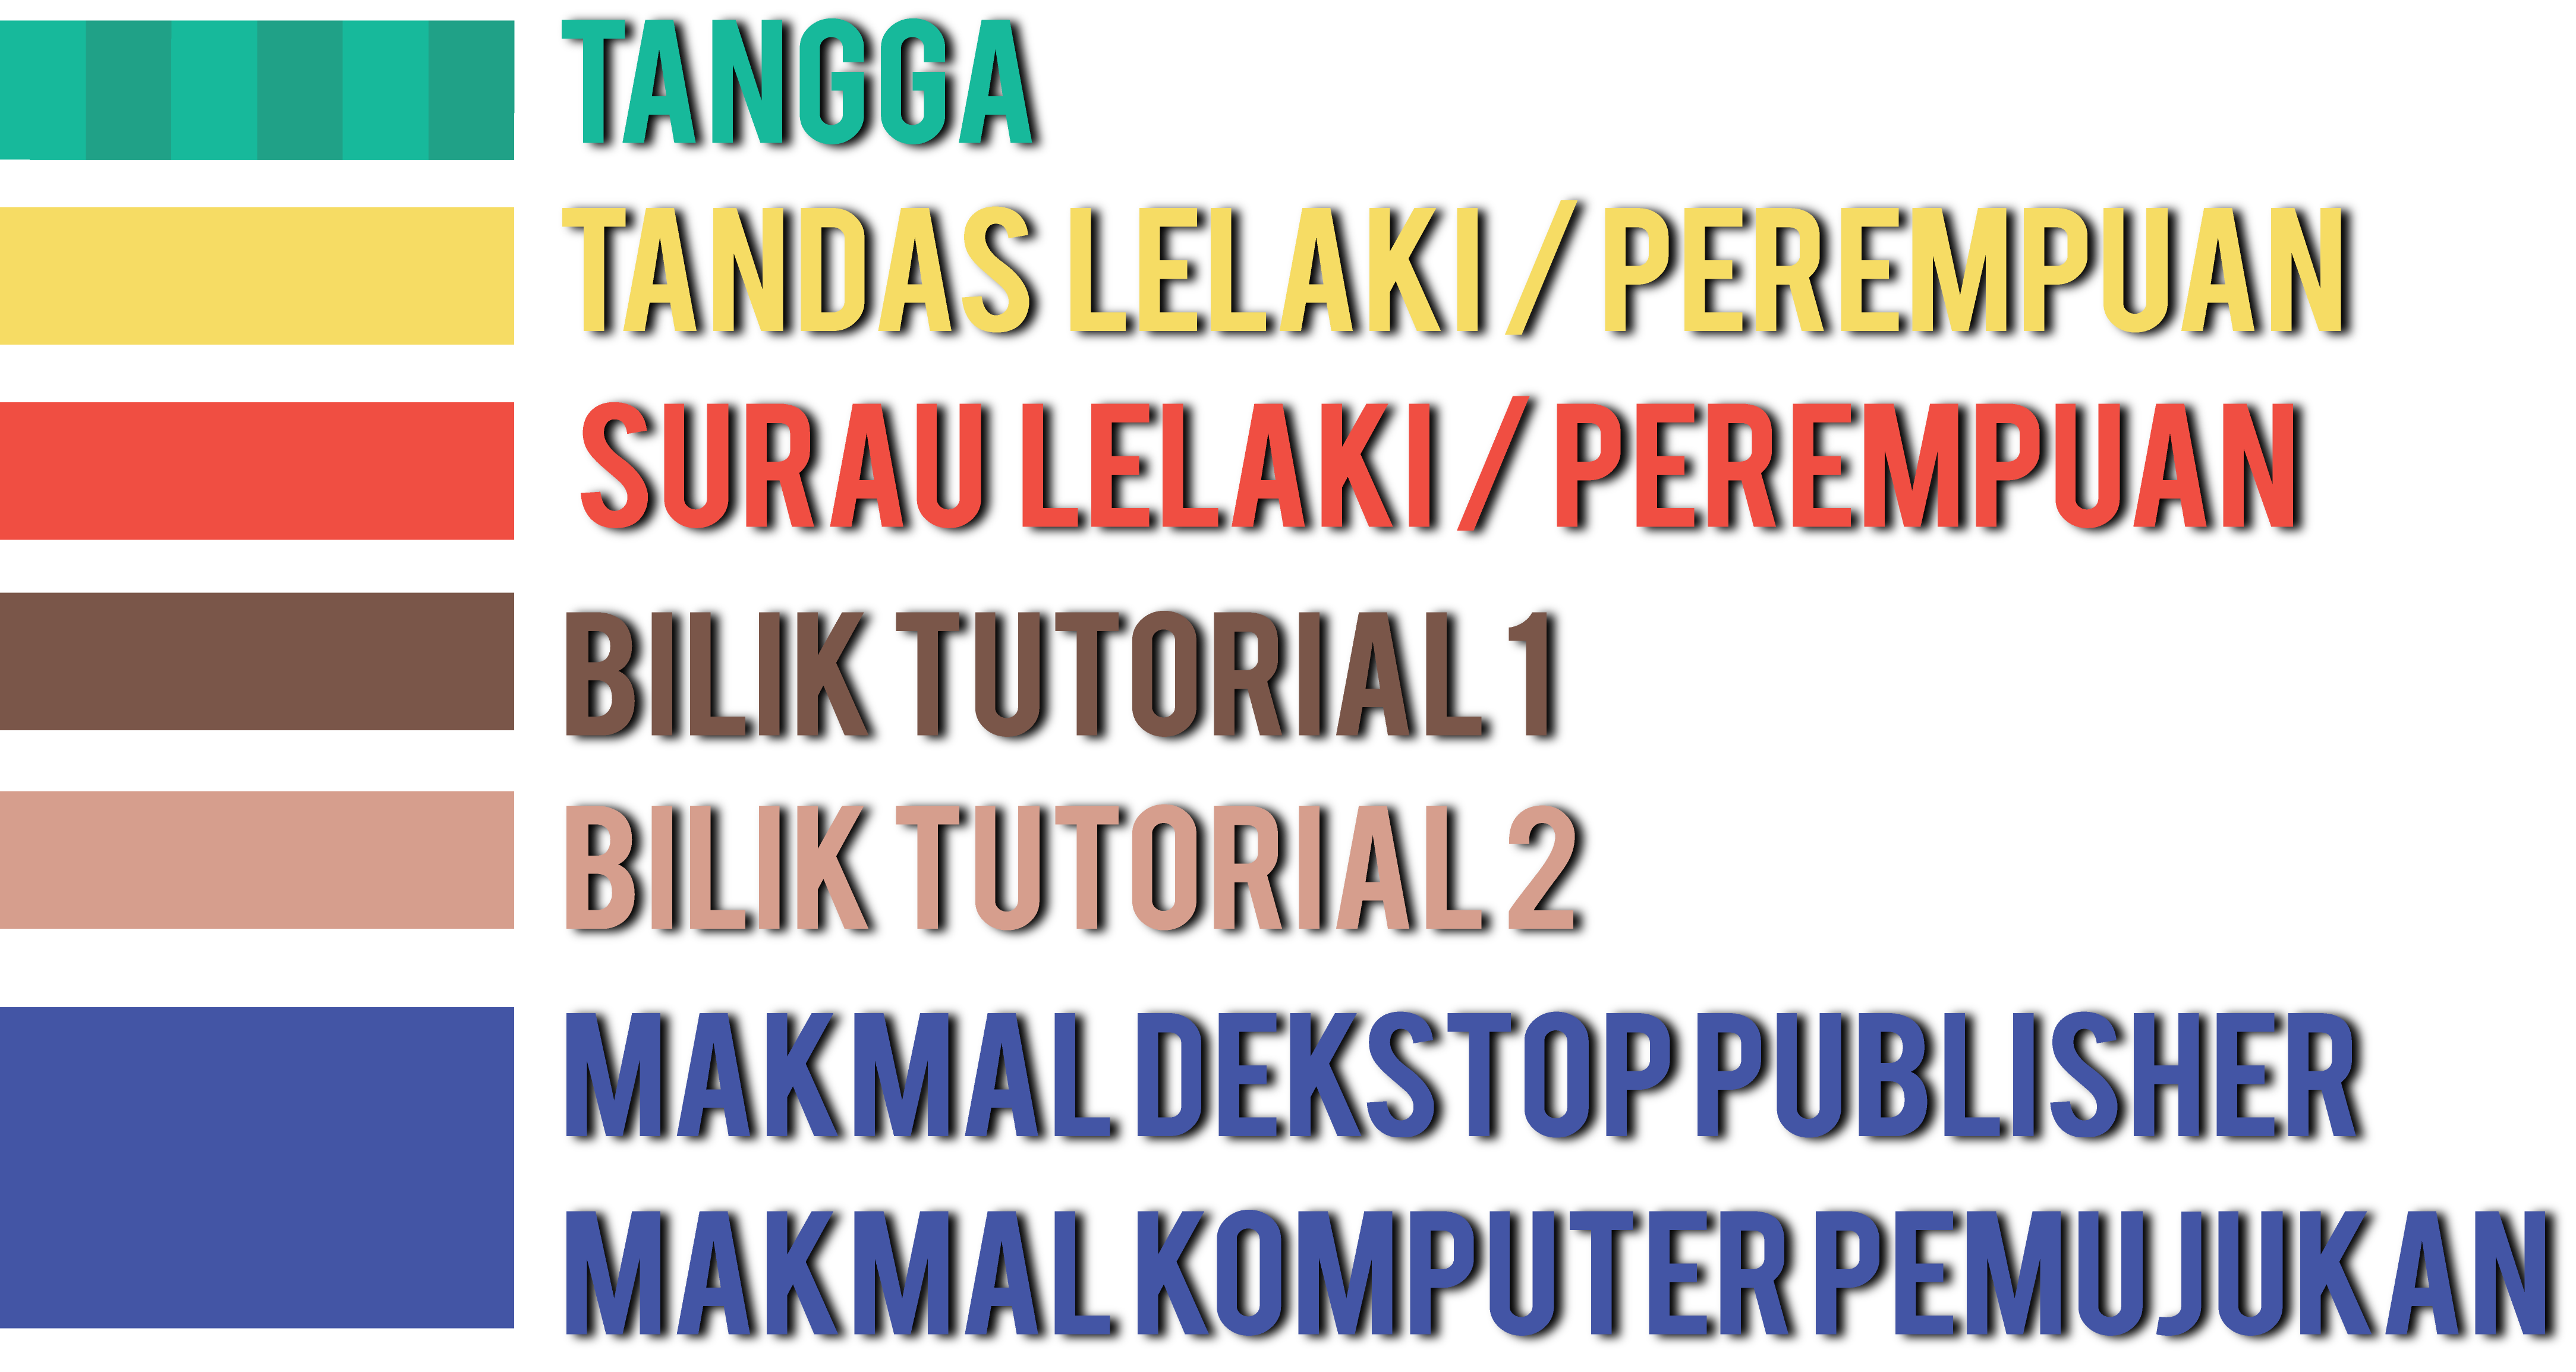 TANGGA
TANDAS LELAKI / PEREMPUAN
SURAU LELAKI / PEREMPUAN
BILIK TUTORIAL 1
BILIK TUTORIAL 2
MAKMAL DEKSTOP PUBLISHER
MAKMAL KOMPUTER PEMUJUKAN